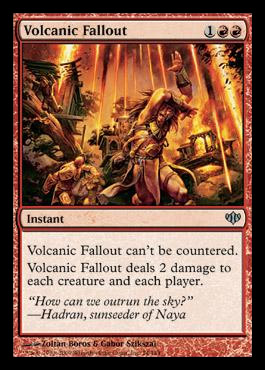 Volcanic Fallout 1
Instant
Volcanic Fallout can't be countered.
Volcanic Fallout deals 2 damage to
each creature and each player.
"How can we outrun the sky?"
—Hadran, sunseeder of Naya
Zoltan Boros & Gabor Szikszai